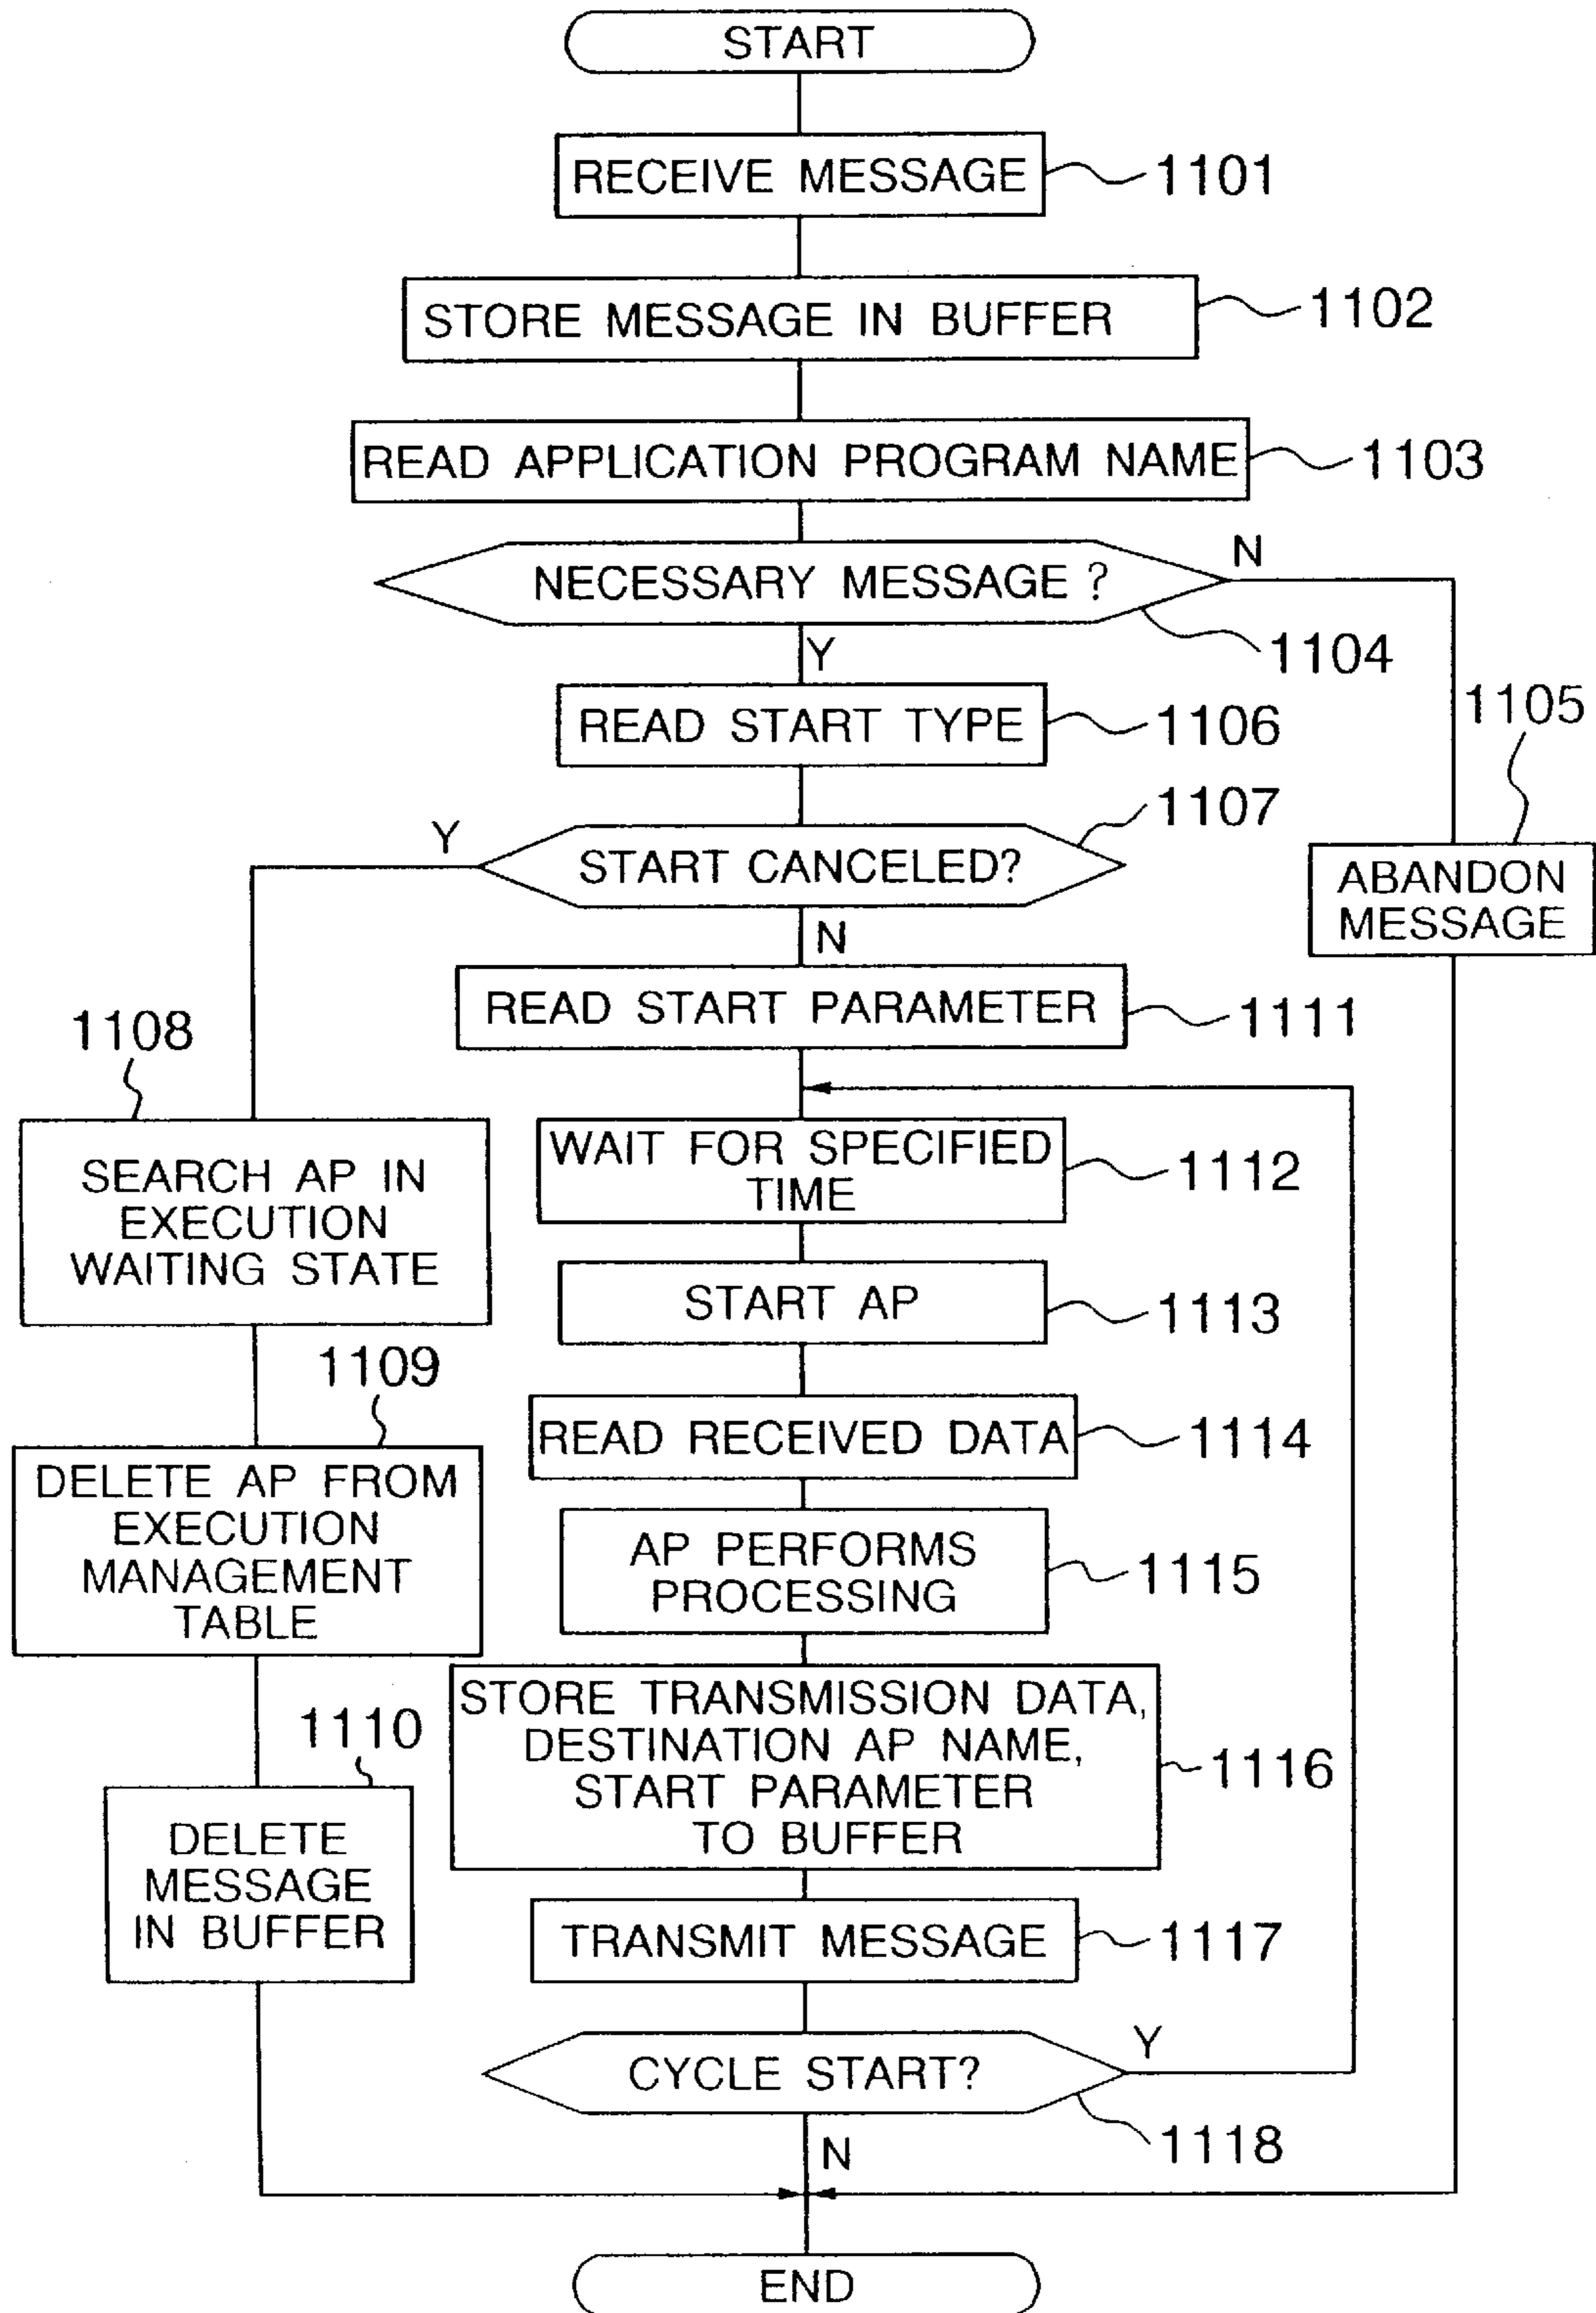 START
RECEIVE MESSAGE
1101
STORE MESSAGE IN BUFFER
1102
READ APPLICATION PROGRAM NAME
1103
NECESSARY MESSAGE ?
N
1104
Y
1105
READ START TYPE
1106
1107
Y
START CANCELED?
ABANDON
MESSAGE
N
READ START PARAMETER
1111
1108
SEARCH AP IN
EXECUTION
WAITING STATE
WAIT FOR SPECIFIED
TIME
1112
START AP
1113
1109
DELETE AP FROM
EXECUTION
MANAGEMENT
TABLE
READ RECEIVED DATA
1114
AP PERFORMS
PROCESSING
1115
1110
DELETE
MESSAGE
IN BUFFER
STORE TRANSMISSION DATA,
DESTINATION AP NAME,
START PARAMETER
TO BUFFER
1116
TRANSMIT MESSAGE
1117
CYCLE START?
Y
1118
N
END